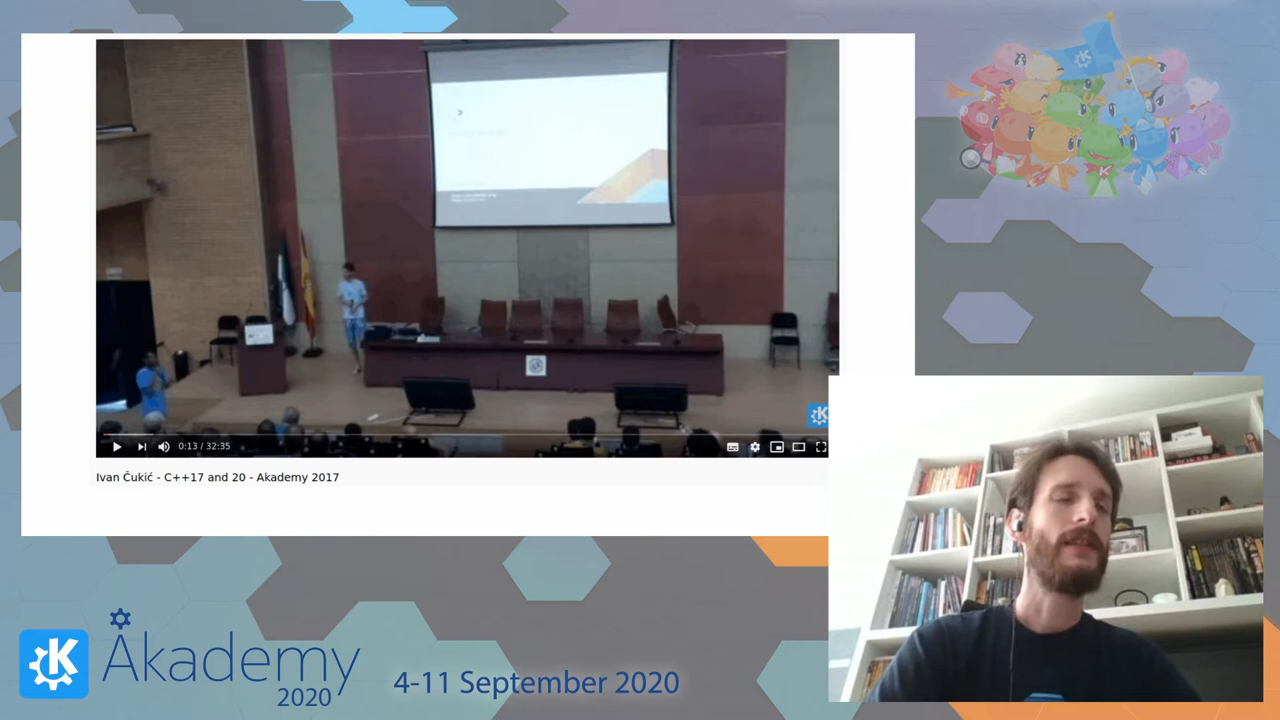 0:13 / 32:35
Ivan Čukić - C++17 and 20 - Akademy 2017
Akademy
2020
4-11 September 2020